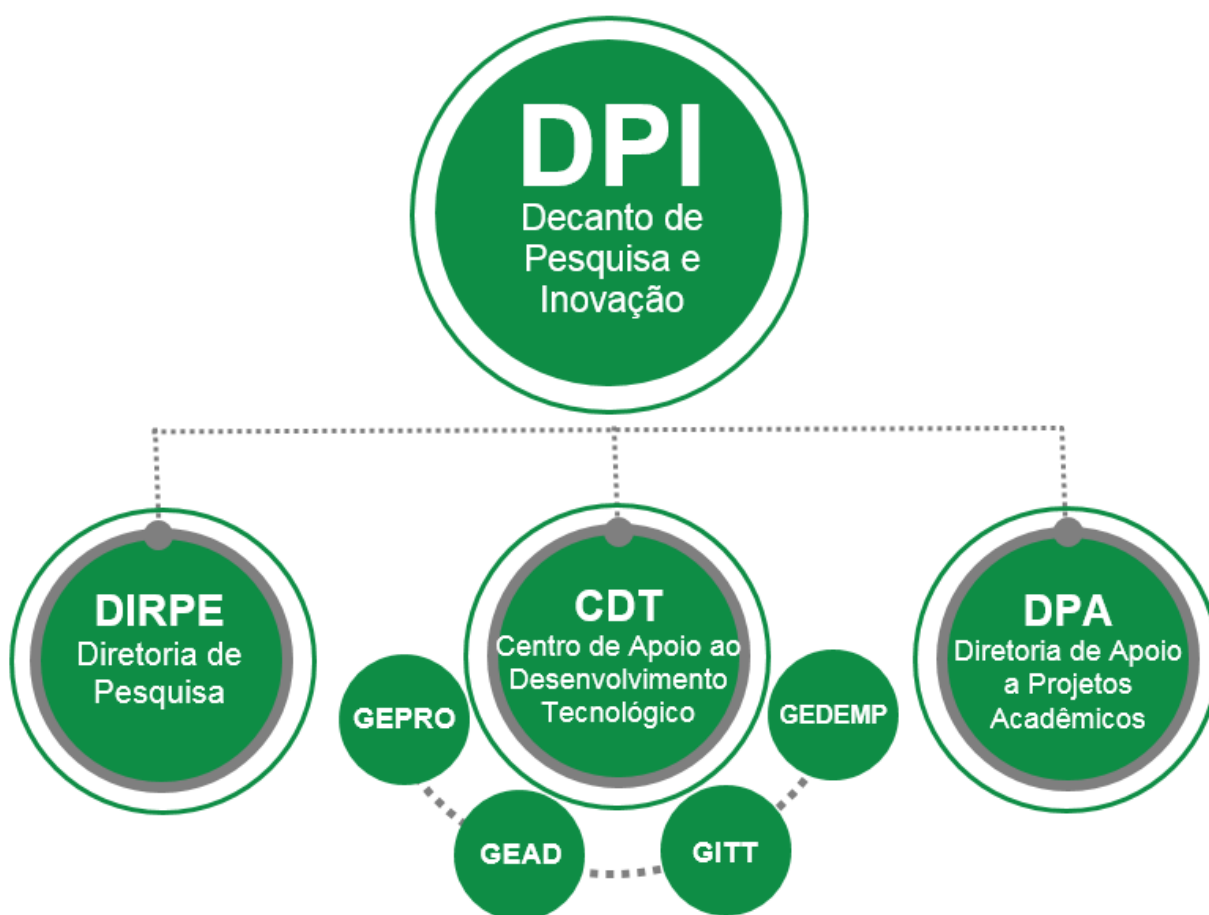 DPI
Decanto de
Pesquisa e
Inovação
DIRPE
Diretoria de
Pesquisa
CDT
Centro de Apoio ao
Desenvolvimento
Tecnológico
DPA
Diretoria de Apoio
a Projetos
Acadêmicos
GEPRO
GEAD
GITT
GEDEMP